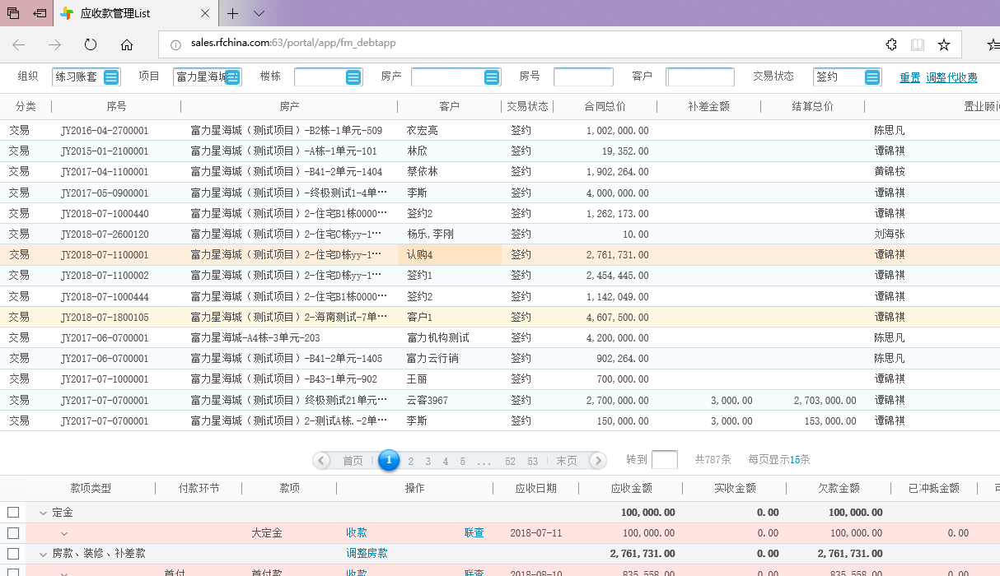 应收款管理List
sales.rfchina.com:63/portal/app/fm_debtapp
组织 练习账套 项目 富力星海城 楼栋 房产 房号 客户 交易状态 签约 重置 调整代收费
分类 序号 房产 客户 交易状态 合同总价 补差金额 结算总价 置业顾问
交易 JY2016-04-2700001 富力星海城（测试项目）-B2栋-1单元-509 衣宏亮 签约 1,002,000.00 陈思凡
交易 JY2015-01-2100001 富力星海城（测试项目）-A栋-1单元-101 林欣 签约 19,352.00 谭锦祺
交易 JY2017-04-1100001 富力星海城（测试项目）-B41-2单元-1404 蔡依林 签约 1,902,264.00 黄锦桉
交易 JY2017-05-0900001 富力星海城（测试项目）-终极测试1-4单… 李斯 签约 4,000,000.00 谭锦祺
交易 JY2018-07-1000440 富力星海城（测试项目）2-住宅B1栋0000… 签约2 签约 1,262,173.00 谭锦祺
交易 JY2018-07-2600120 富力星海城（测试项目）2-住宅C栋yy-1… 杨乐,李刚 签约 10.00 刘海张
交易 JY2018-07-1100001 富力星海城（测试项目）2-住宅D栋yy-1… 认购4 签约 2,761,731.00 谭锦祺
交易 JY2018-07-1100002 富力星海城（测试项目）2-住宅D栋yy-1… 签约1 签约 2,454,445.00 谭锦祺
交易 JY2018-07-1000444 富力星海城（测试项目）2-住宅B1栋0000… 签约2 签约 1,142,049.00 谭锦祺
交易 JY2018-07-1800105 富力星海城（测试项目）2-海南测试-7单… 客户1 签约 4,607,500.00 谭锦祺
交易 JY2017-06-0700001 富力星海城-A4栋-3单元-203 富力机构测试 签约 4,200,000.00 陈思凡
交易 JY2017-06-0700001 富力星海城（测试项目）-B41-2单元-1405 富力云行销 签约 902,264.00 陈思凡
交易 JY2017-07-1000001 富力星海城（测试项目）-B43-1单元-902 王丽 签约 700,000.00 谭锦祺
交易 JY2017-07-0700001 富力星海城（测试项目）终极测试21单元… 云客3967 签约 2,700,000.00 3,000.00 2,703,000.00 谭锦祺
交易 JY2017-07-0700001 富力星海城（测试项目）2-测试A栋.-2单… 李斯 签约 150,000.00 3,000.00 153,000.00 谭锦祺
首页 1 2 3 4 5 ... 52 53 末页 转到 共787条 每页显示15条
款项类型 付款环节 款项 操作 应收日期 应收金额 实收金额 欠款金额 已冲抵金额
定金 100,000.00 0.00 100,000.00
大定金 收款 联查 2018-07-11 100,000.00 0.00 100,000.00 0.00
房款、装修、补差款 调整房款 2,761,731.00 0.00 2,761,731.00
首付 首付款 收款 联查 2018-08-10 835,558.00 0.00 835,558.00 0.00